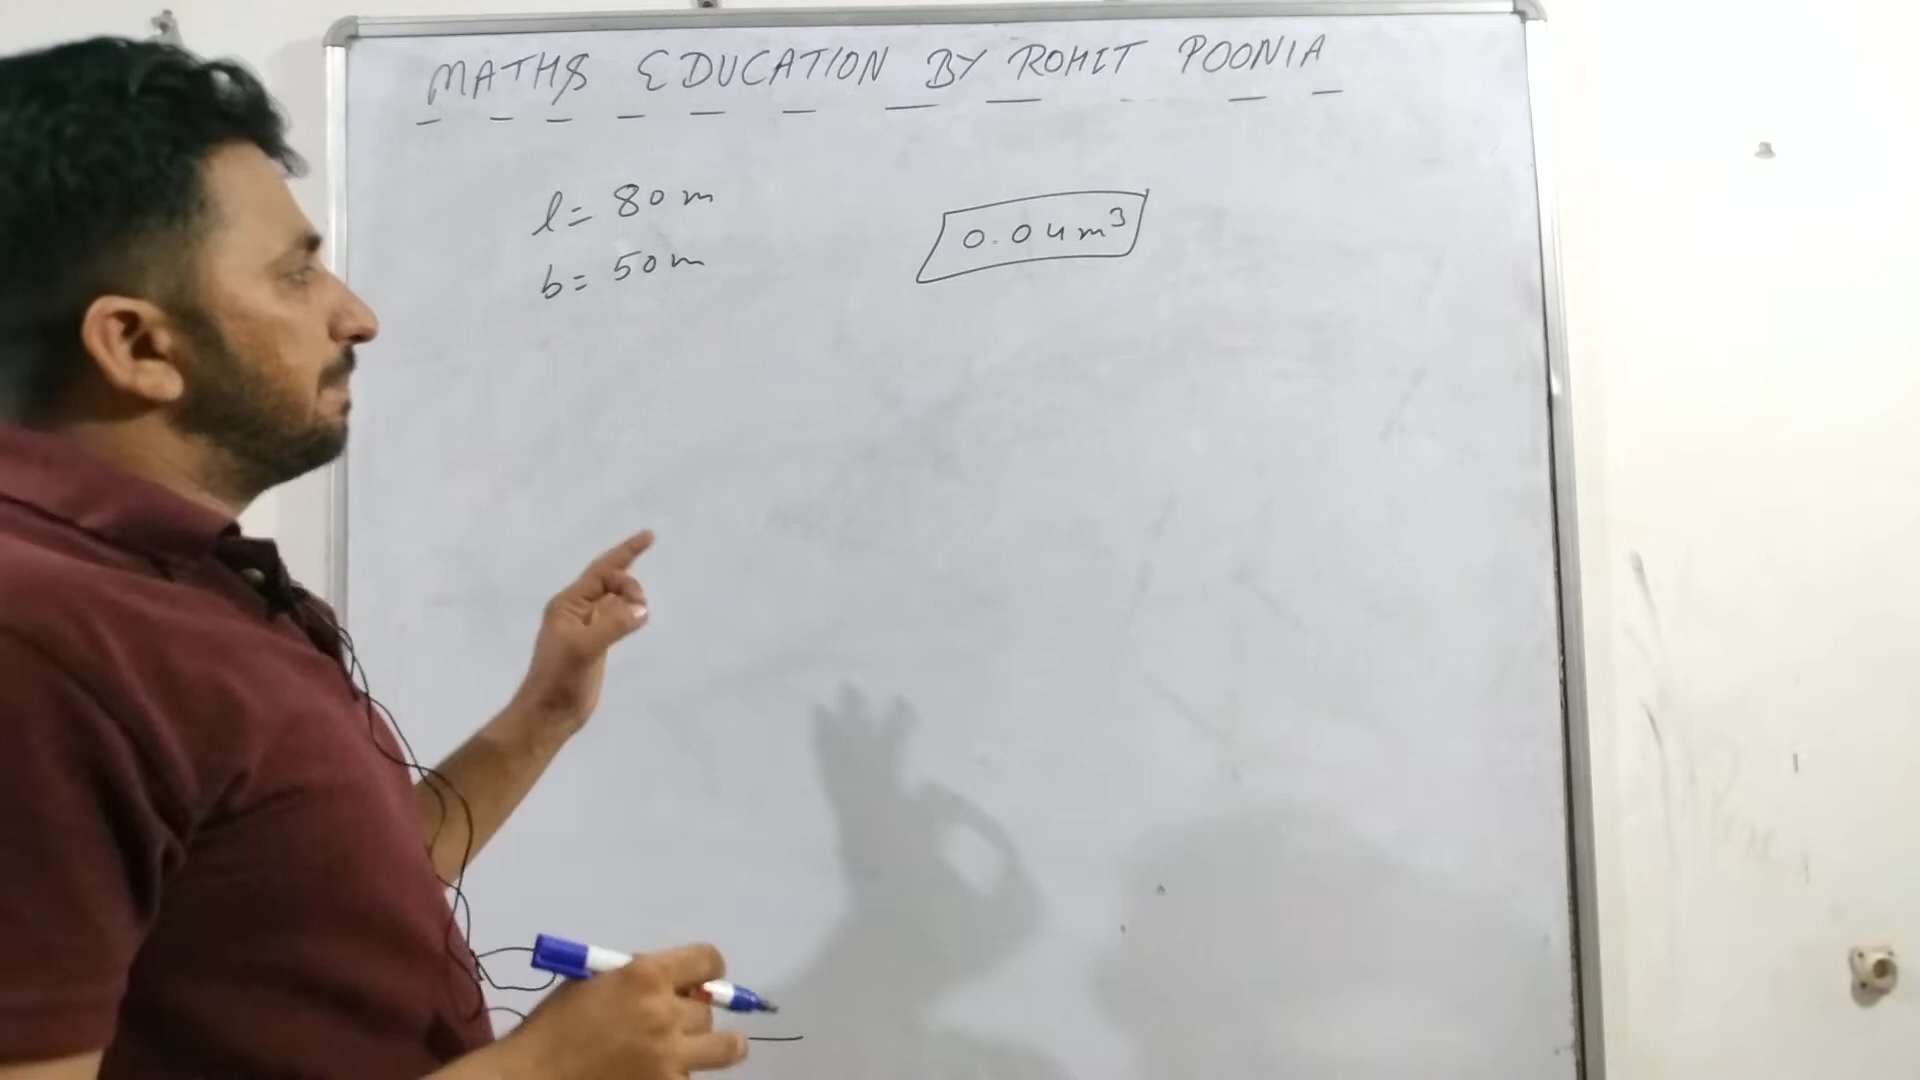 MATHS EDUCATION BY ROHIT POONIA
l = 80 m
b = 50 m
0.04 m³